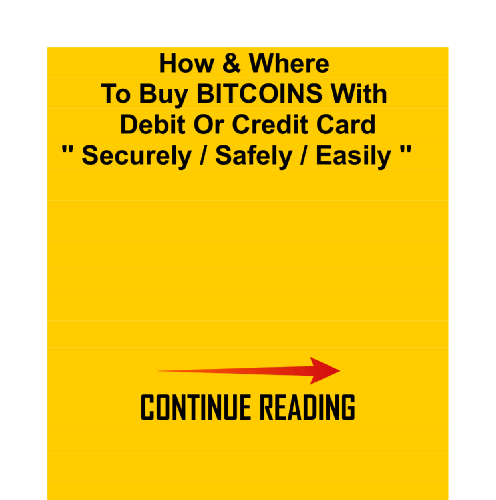 How & Where
To Buy BITCOINS With
Debit Or Credit Card
" Securely / Safely / Easily "
CONTINUE READING